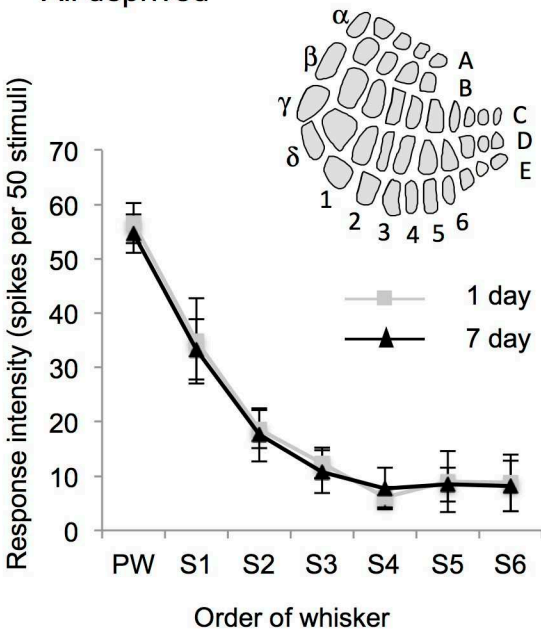 All deprived
α
β
γ
δ
A
B
C
D
E
1 2 3 4 5 6
Response intensity (spikes per 50 stimuli)
70
60
50
40
30
20
10
0
1 day
7 day
PW S1 S2 S3 S4 S5 S6
Order of whisker